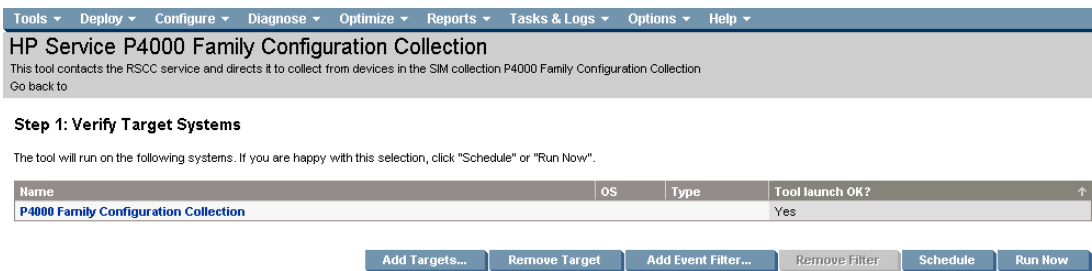 Tools Deploy Configure Diagnose Optimize Reports Tasks & Logs Options Help
HP Service P4000 Family Configuration Collection
This tool contacts the RSCC service and directs it to collect from devices in the SIM collection P4000 Family Configuration Collection
Go back to
Step 1: Verify Target Systems
The tool will run on the following systems. If you are happy with this selection, click "Schedule" or "Run Now".
Name OS Type Tool launch OK? ↑
P4000 Family Configuration Collection Yes
Add Targets... Remove Target Add Event Filter... Remove Filter Schedule Run Now